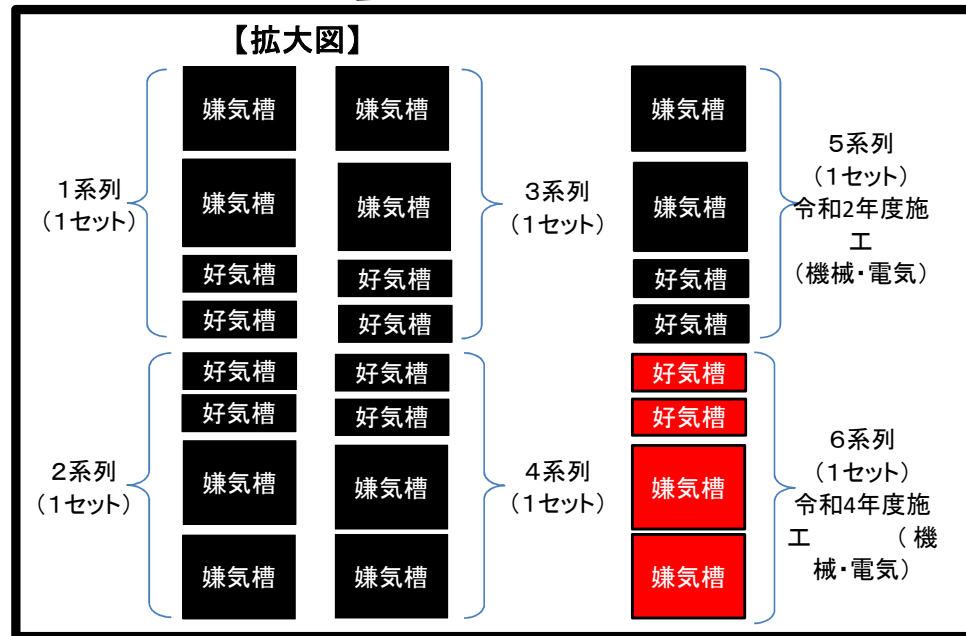 【拡大図】
嫌気槽
嫌気槽
好気槽
好気槽
1系列
(1セット)
嫌気槽
嫌気槽
好気槽
好気槽
3系列
(1セット)
嫌気槽
嫌気槽
好気槽
好気槽
5系列
(1セット)
令和2年度施
工
(機械・電気)
好気槽
好気槽
嫌気槽
嫌気槽
2系列
(1セット)
好気槽
好気槽
嫌気槽
嫌気槽
4系列
(1セット)
好気槽
好気槽
嫌気槽
嫌気槽
6系列
(1セット)
令和4年度施
工 (機
械・電気)